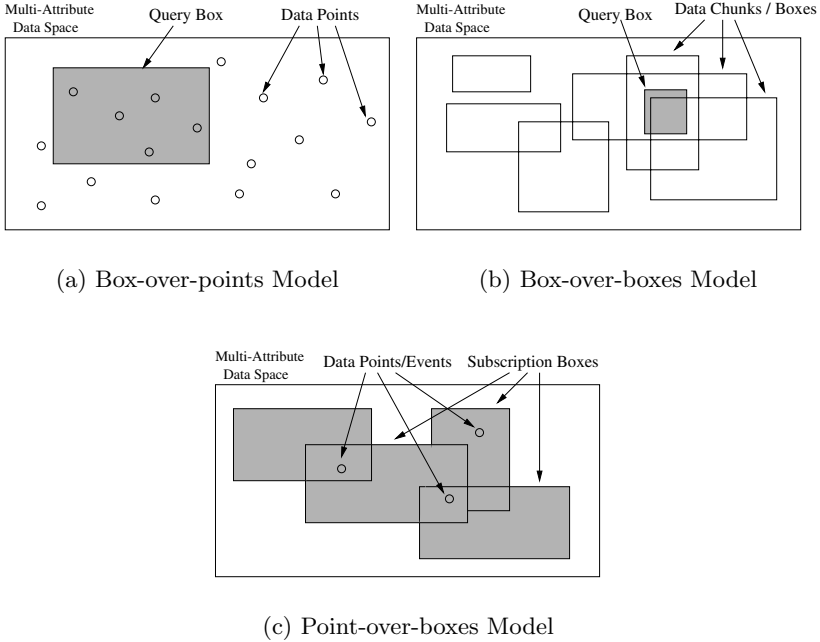 Multi-Attribute
Data Space
Query Box
Data Points
Multi-Attribute
Data Space
Query Box
Data Chunks / Boxes
(a) Box-over-points Model
(b) Box-over-boxes Model
Multi-Attribute
Data Space
Data Points/Events
Subscription Boxes
(c) Point-over-boxes Model